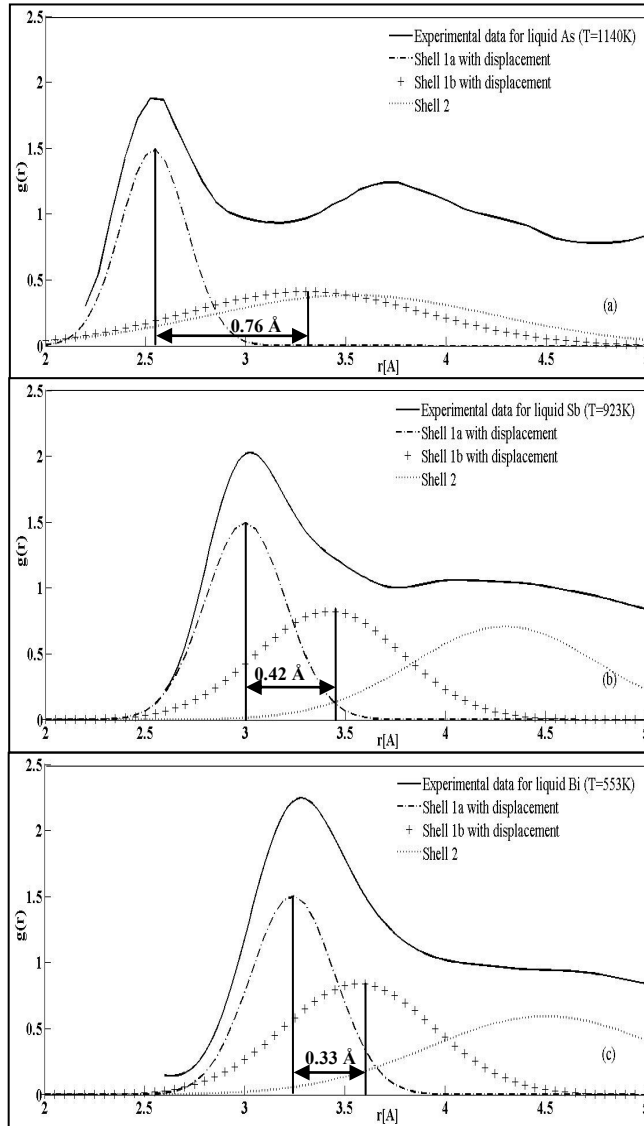 2.5
Experimental data for liquid As (T=1140K)
Shell 1a with displacement
Shell 1b with displacement
Shell 2
2
1.5
g(r)
1
0.5
(a)
0.76 Å
0
2 2.5 3 3.5 4 4.5 5
r[A]
2.5
Experimental data for liquid Sb (T=923K)
Shell 1a with displacement
Shell 1b with displacement
Shell 2
2
1.5
g(r)
1
0.5
(b)
0.42 Å
0
2 2.5 3 3.5 4 4.5 5
r[A]
2.5
Experimental data for liquid Bi (T=553K)
Shell 1a with displacement
Shell 1b with displacement
Shell 2
2
1.5
g(r)
1
0.5
(c)
0.33 Å
0
2 2.5 3 3.5 4 4.5 5
r[A]